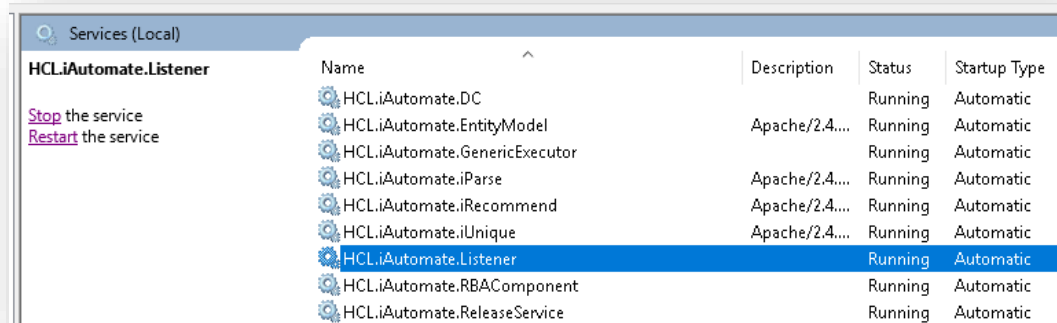 Services (Local)
HCL.iAutomate.Listener
Stop the service
Restart the service
Name Description Status Startup Type
HCL.iAutomate.DC Running Automatic
HCL.iAutomate.EntityModel Apache/2.4.... Running Automatic
HCL.iAutomate.GenericExecutor Running Automatic
HCL.iAutomate.iParse Apache/2.4.... Running Automatic
HCL.iAutomate.iRecommend Apache/2.4.... Running Automatic
HCL.iAutomate.iUnique Apache/2.4.... Running Automatic
HCL.iAutomate.Listener Running Automatic
HCL.iAutomate.RBAComponent Running Automatic
HCL.iAutomate.ReleaseService Running Automatic